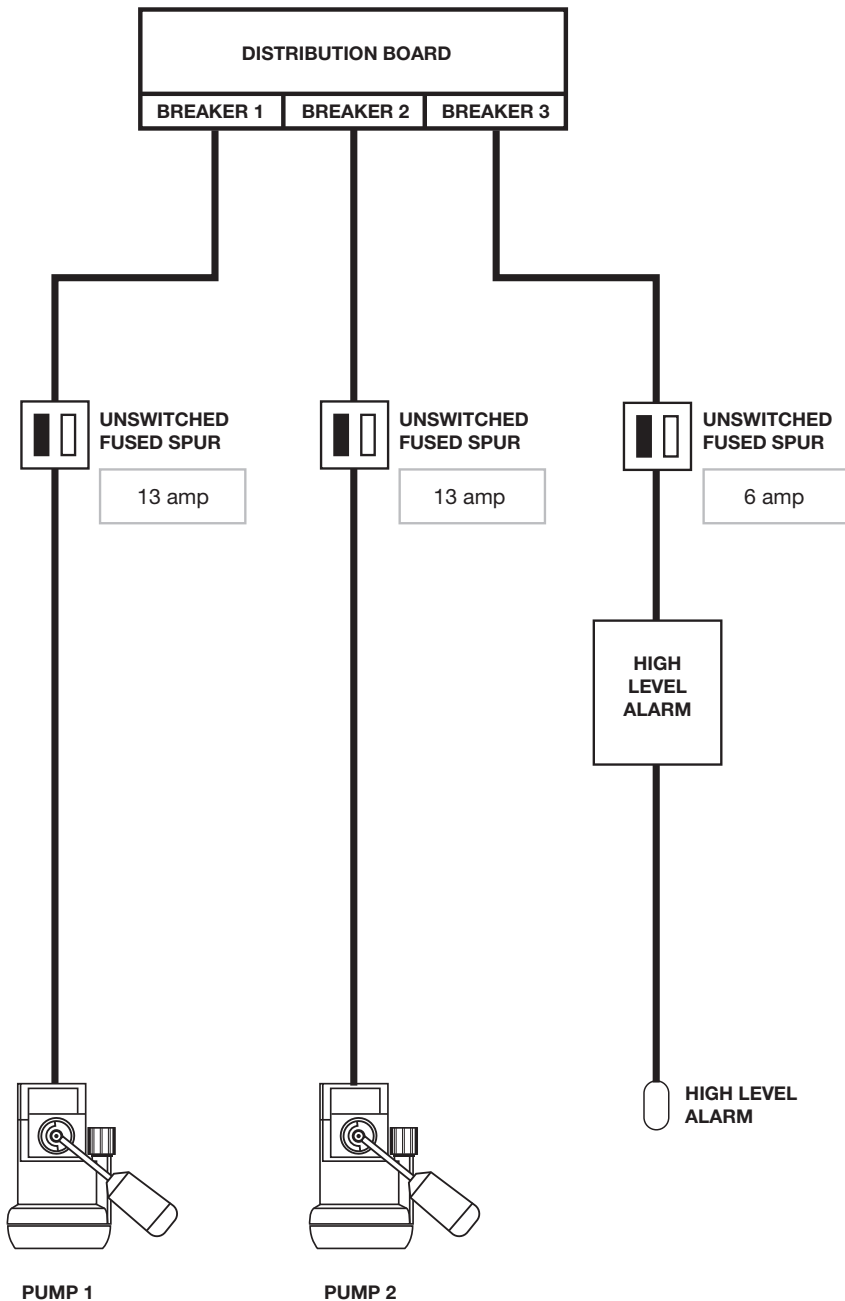 DISTRIBUTION BOARD
BREAKER 1
BREAKER 2
BREAKER 3
UNSWITCHED
FUSED SPUR
13 amp
UNSWITCHED
FUSED SPUR
13 amp
UNSWITCHED
FUSED SPUR
6 amp
HIGH
LEVEL
ALARM
HIGH LEVEL
ALARM
PUMP 1
PUMP 2